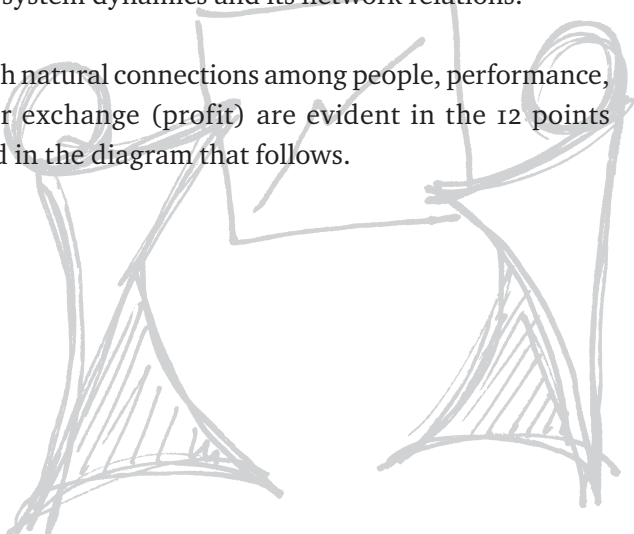 system dynamics and its network relations.
h natural connections among people, performance,
r exchange (profit) are evident in the 12 points
d in the diagram that follows.